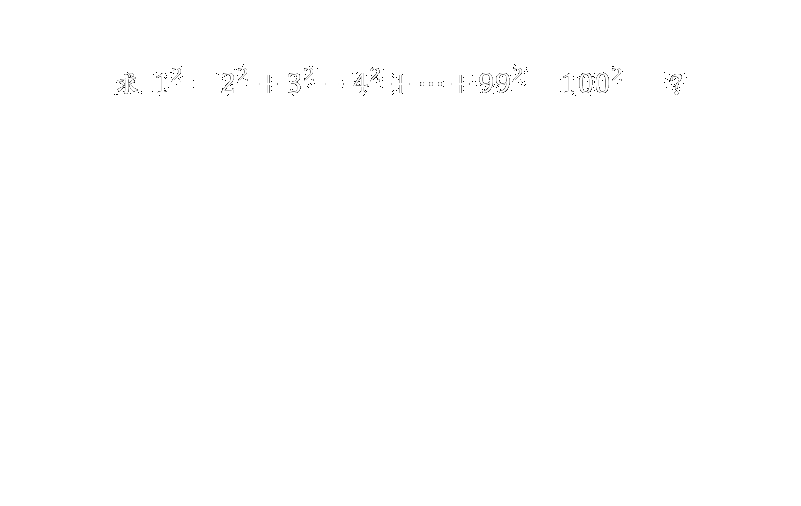 求 1² − 2² + 3² − 4² + ⋯ + 99² − 100² = ?